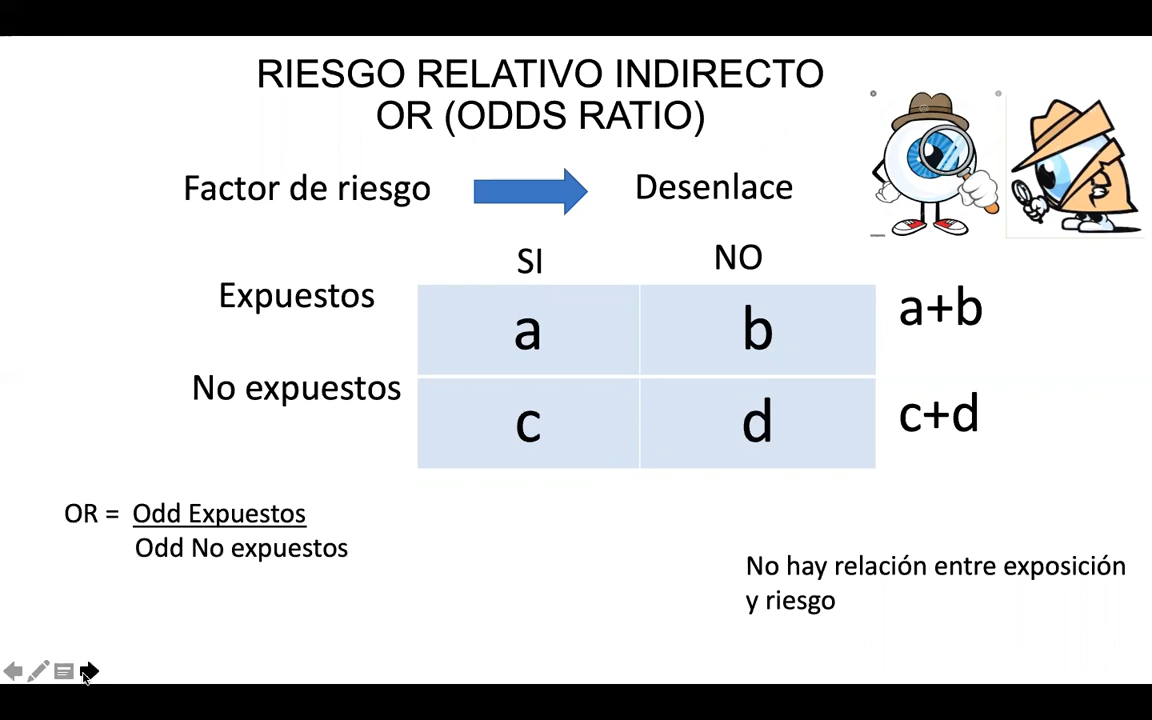 RIESGO RELATIVO INDIRECTO
OR (ODDS RATIO)
Factor de riesgo
Desenlace
SI
NO
Expuestos
a
b
a+b
No expuestos
c
d
c+d
OR = Odd Expuestos
Odd No expuestos
No hay relación entre exposición
y riesgo